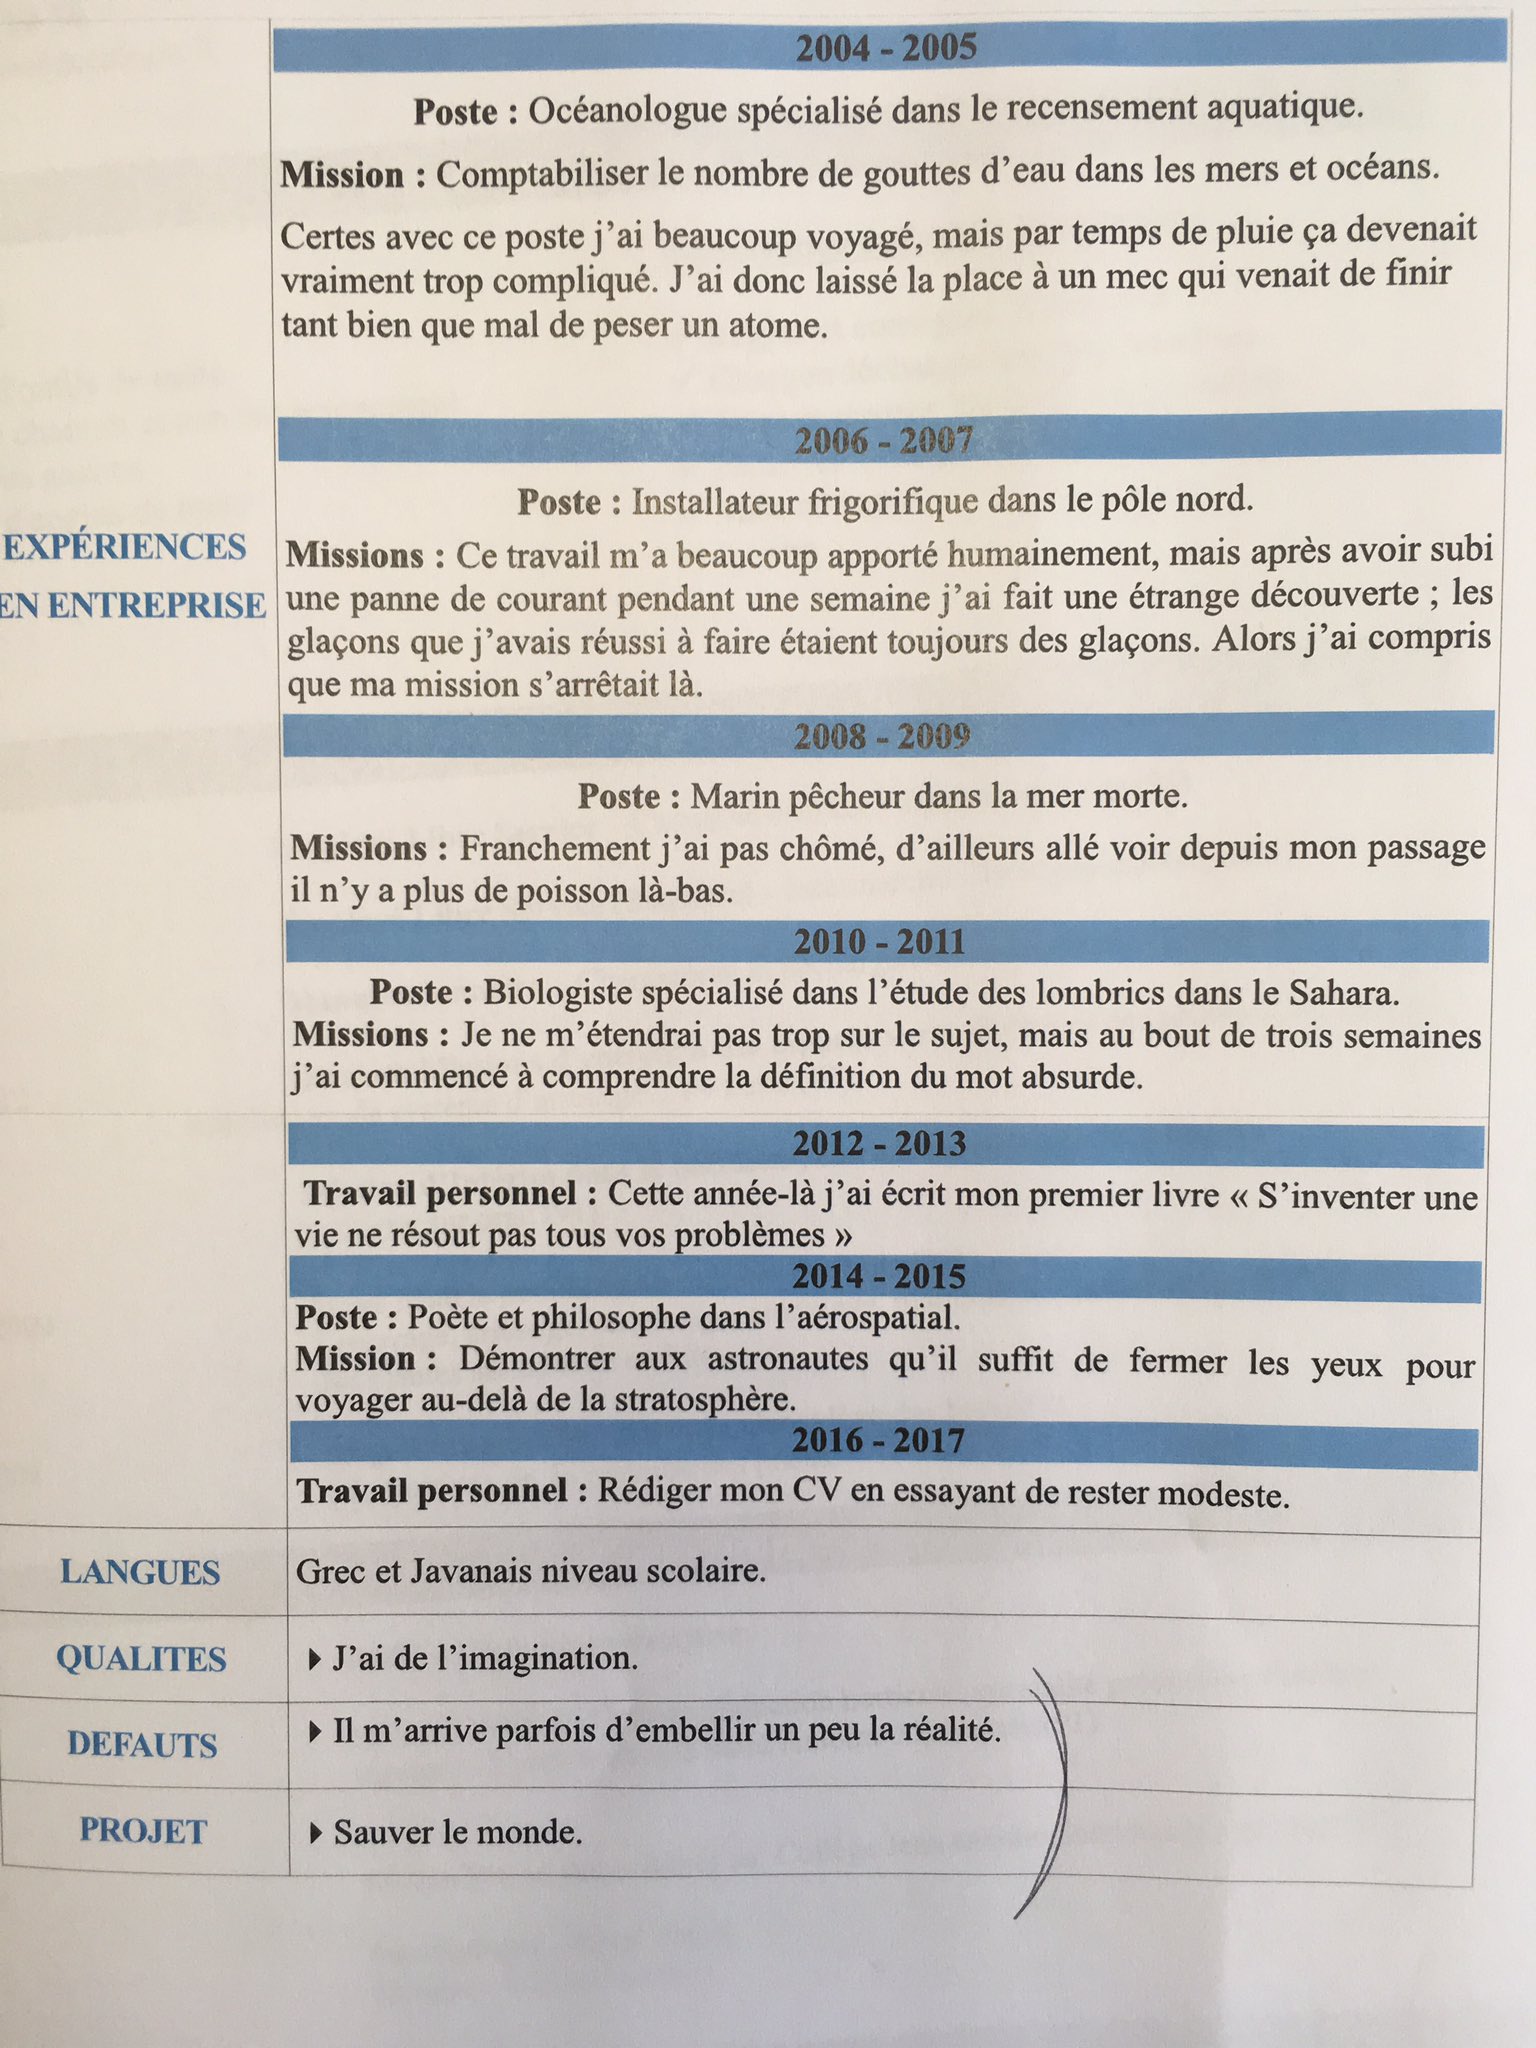 2004 - 2005
Poste : Océanologue spécialisé dans le recensement aquatique.
Mission : Comptabiliser le nombre de gouttes d’eau dans les mers et océans.
Certes avec ce poste j’ai beaucoup voyagé, mais par temps de pluie ça devenait
vraiment trop compliqué. J’ai donc laissé la place à un mec qui venait de finir
tant bien que mal de peser un atome.
2006 - 2007
Poste : Installateur frigorifique dans le pôle nord.
EXPÉRIENCES
EN ENTREPRISE
Missions : Ce travail m’a beaucoup apporté humainement, mais après avoir subi
une panne de courant pendant une semaine j’ai fait une étrange découverte ; les
glaçons que j’avais réussi à faire étaient toujours des glaçons. Alors j’ai compris
que ma mission s’arrêtait là.
2008 - 2009
Poste : Marin pêcheur dans la mer morte.
Missions : Franchement j’ai pas chômé, d’ailleurs allé voir depuis mon passage
il n’y a plus de poisson là-bas.
2010 - 2011
Poste : Biologiste spécialisé dans l’étude des lombrics dans le Sahara.
Missions : Je ne m’étendrai pas trop sur le sujet, mais au bout de trois semaines
j’ai commencé à comprendre la définition du mot absurde.
2012 - 2013
Travail personnel : Cette année-là j’ai écrit mon premier livre « S’inventer une
vie ne résout pas tous vos problèmes »
2014 - 2015
Poste : Poète et philosophe dans l’aérospatial.
Mission : Démontrer aux astronautes qu’il suffit de fermer les yeux pour
voyager au-delà de la stratosphère.
2016 - 2017
Travail personnel : Rédiger mon CV en essayant de rester modeste.
LANGUES
Grec et Javanais niveau scolaire.
QUALITES
J’ai de l’imagination.
DEFAUTS
Il m’arrive parfois d’embellir un peu la réalité.
PROJET
Sauver le monde.